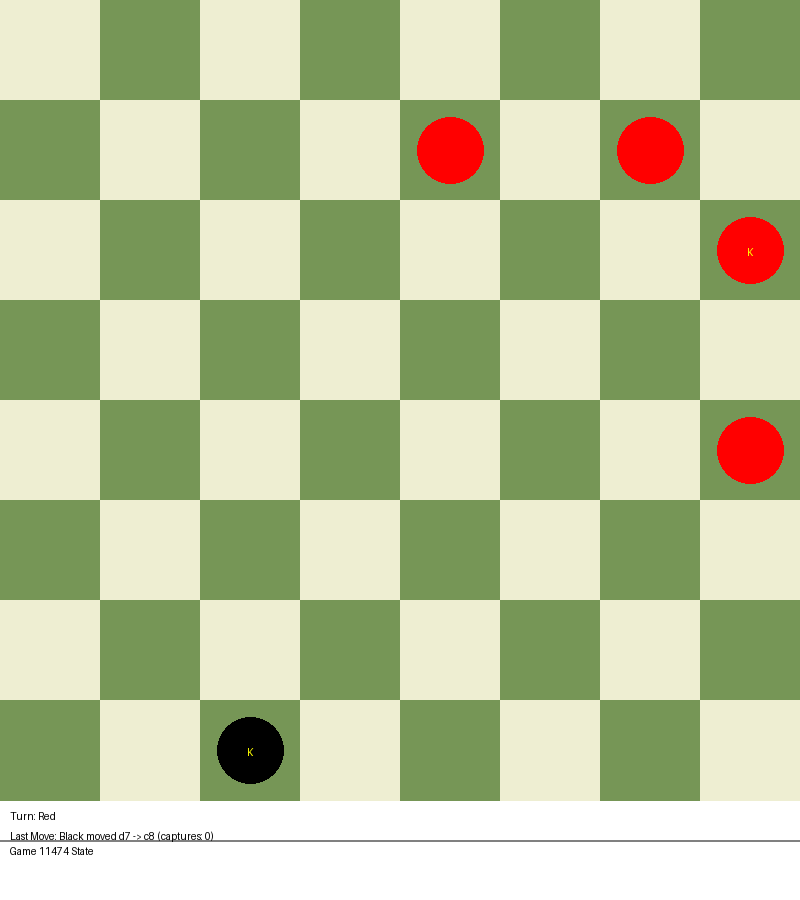 K
K
Turn: Red
Last Move: Black moved d7 -> c8 (captures: 0)
Game 11474 State